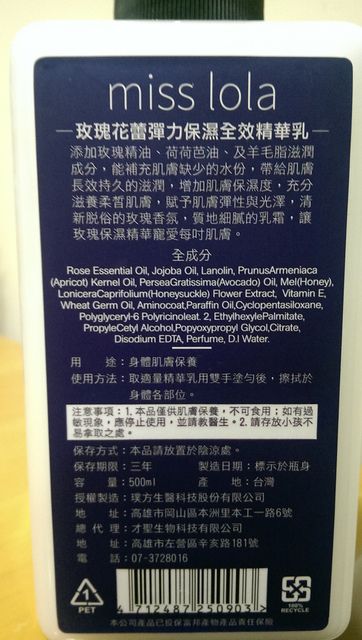 miss lola
玫瑰花蕾彈力保濕全效精華乳
添加玫瑰精油、荷荷芭油、及羊毛脂滋潤
成分，能補充肌膚缺少的水份，帶給肌膚
長效持久的滋潤，增加肌膚保濕度，充分
滋養柔皙肌膚，賦予肌膚彈性與光澤，清
新脫俗的玫瑰香氛，質地細膩的乳霜，讓
玫瑰保濕精華寵愛每吋肌膚。
全成分
Rose Essential Oil, Jojoba Oil, Lanolin, PrunusArmeniaca
(Apricot) Kernel Oil, PerseaGratissima(Avocado) Oil, Mel(Honey),
LoniceraCaprifolium(Honeysuckle) Flower Extract, Vitamin E,
Wheat Germ Oil, Aminocoat,Paraffin Oil,Cyclopentasiloxane,
Polyglyceryl-6 Polyricinoleat. 2, EthylhexylePalmitate,
PropyleCetyl Alcohol,Popyoxypropyl Glycol,Citrate,
Disodium EDTA, Perfume, D.I Water.
用　　途：身體肌膚保養
使用方法：取適量精華乳用雙手塗勻後，擦拭於
身體各部位。
注意事項：1.本品僅供肌膚保養，不可食用；如有過
敏現象，應停止使用，並請教醫生。2.請存放小孩不
易拿取之處。
保存方式：本品請放置於陰涼處。
保存期限：三年　製造日期：標示於瓶身
容　　量：500ml　產　　地：台灣
授權製造：璞方生醫科技股份有限公司
地　　址：高雄市岡山區本洲里本工一路6號
總 代 理：才聖生物科技有限公司
地　　址：高雄市左營區辛亥路181號
電　　話：07-3728016
1
PET
4 712487 250903
100%
RECYCLE
本公司產品已投保富邦產物產品責任保險